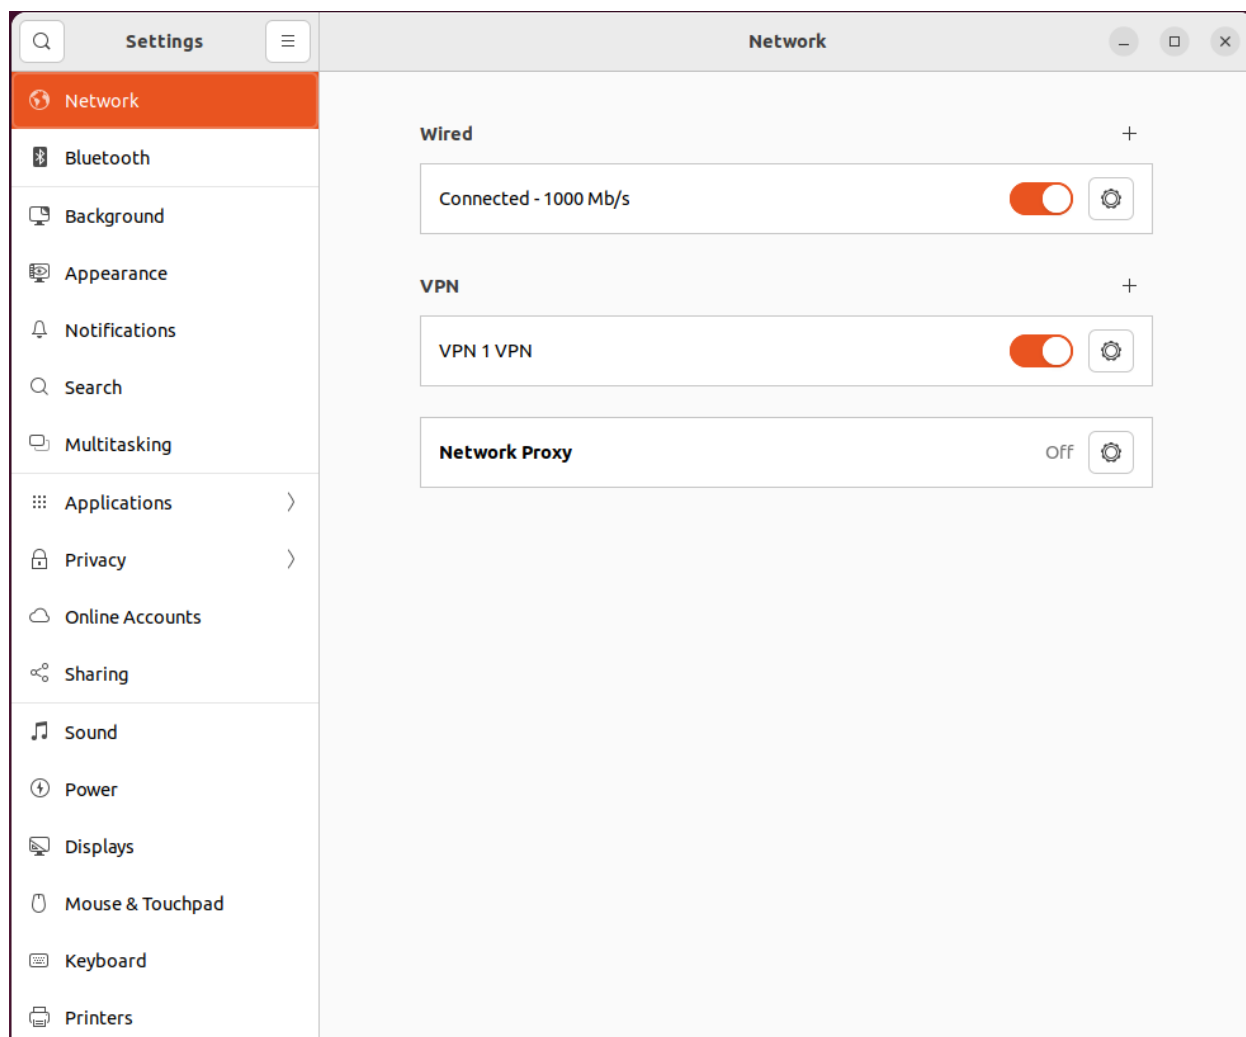 Settings
Network
Network
Bluetooth
Background
Appearance
Notifications
Search
Multitasking
Applications
Privacy
Online Accounts
Sharing
Sound
Power
Displays
Mouse & Touchpad
Keyboard
Printers
Wired
Connected - 1000 Mb/s
VPN
VPN 1 VPN
Network Proxy Off